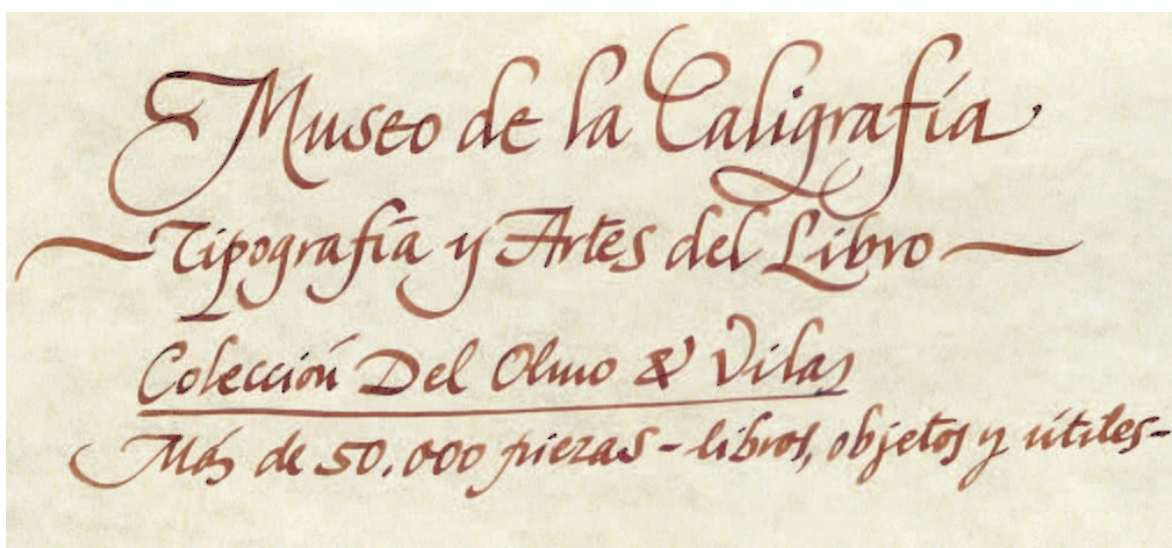 Museo de la Caligrafía
Tipografía y Artes del Libro
Colección Del Olmo & Vilas
Más de 50.000 piezas - libros, objetos y útiles -